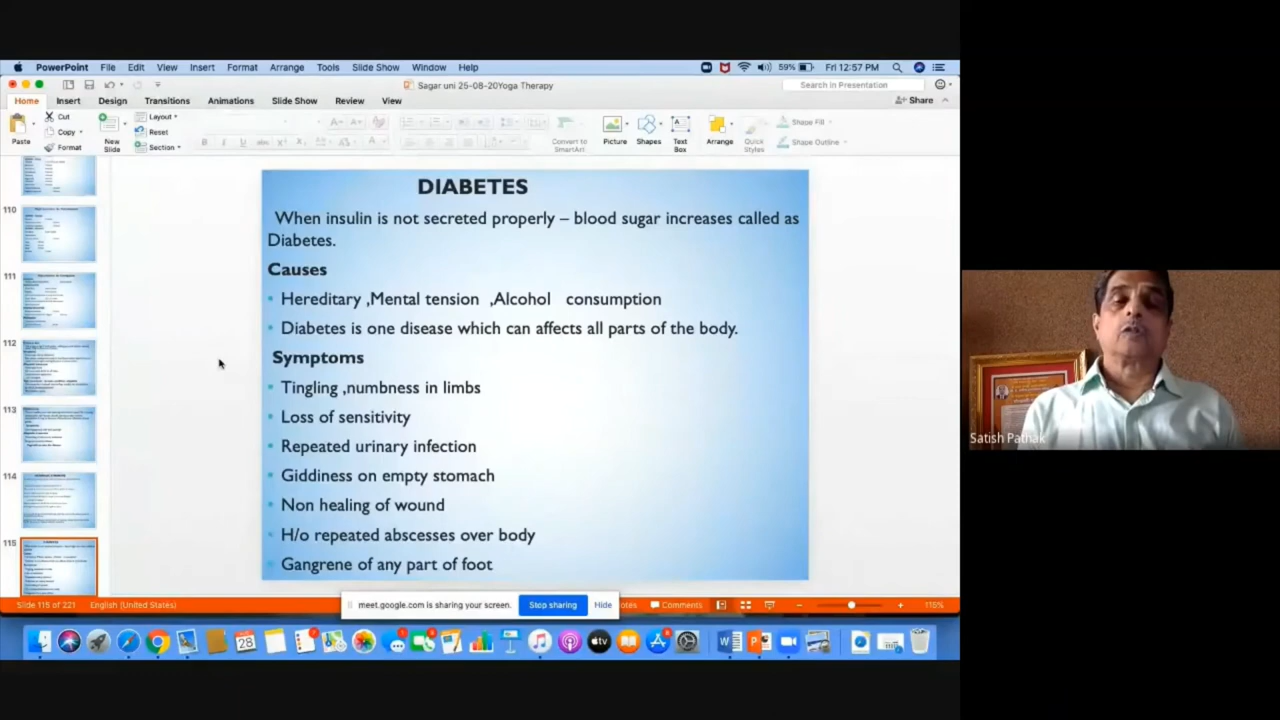 PowerPoint File Edit View Insert Format Arrange Tools Slide Show Window Help 59% Fri 12:57 PM
Sagar uni 25-08-20Yoga Therapy
Search in Presentation
Home Insert Design Transitions Animations Slide Show Review View Share
Paste
Cut
Copy
Format
New Slide
Layout
Reset
Section
Convert to SmartArt
Picture
Shapes
Text Box
Arrange
Quick Styles
Shape Fill
Shape Outline
110
111
112
113
114
115
DIABETES
When insulin is not secreted properly – blood sugar increases called as
Diabetes.
Causes
Hereditary ,Mental tension ,Alcohol consumption
Diabetes is one disease which can affects all parts of the body.
Symptoms
Tingling ,numbness in limbs
Loss of sensitivity
Repeated urinary infection
Giddiness on empty stomach
Non healing of wound
H/o repeated abscesses over body
Gangrene of any part of foot
Satish Pathak
Slide 115 of 221 English (United States)
meet.google.com is sharing your screen. Stop sharing Hide
otes Comments 115%
28